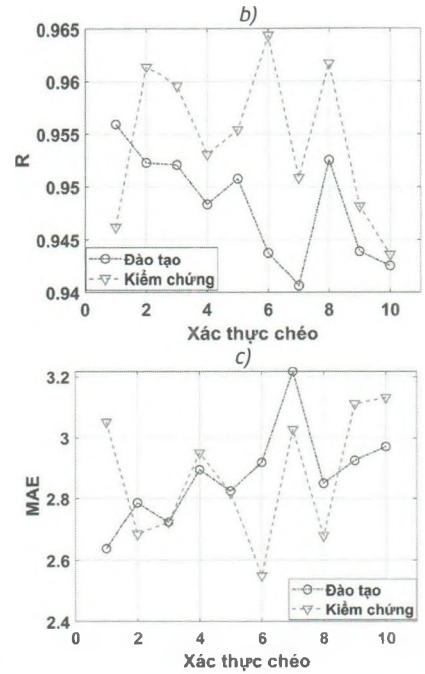 b)
0.965
0.96
0.955
0.95
0.945
0.94
R
Đào tạo
Kiểm chứng
0 2 4 6 8 10
Xác thực chéo
c)
3.2
3
2.8
2.6
2.4
MAE
Đào tạo
Kiểm chứng
0 2 4 6 8 10
Xác thực chéo